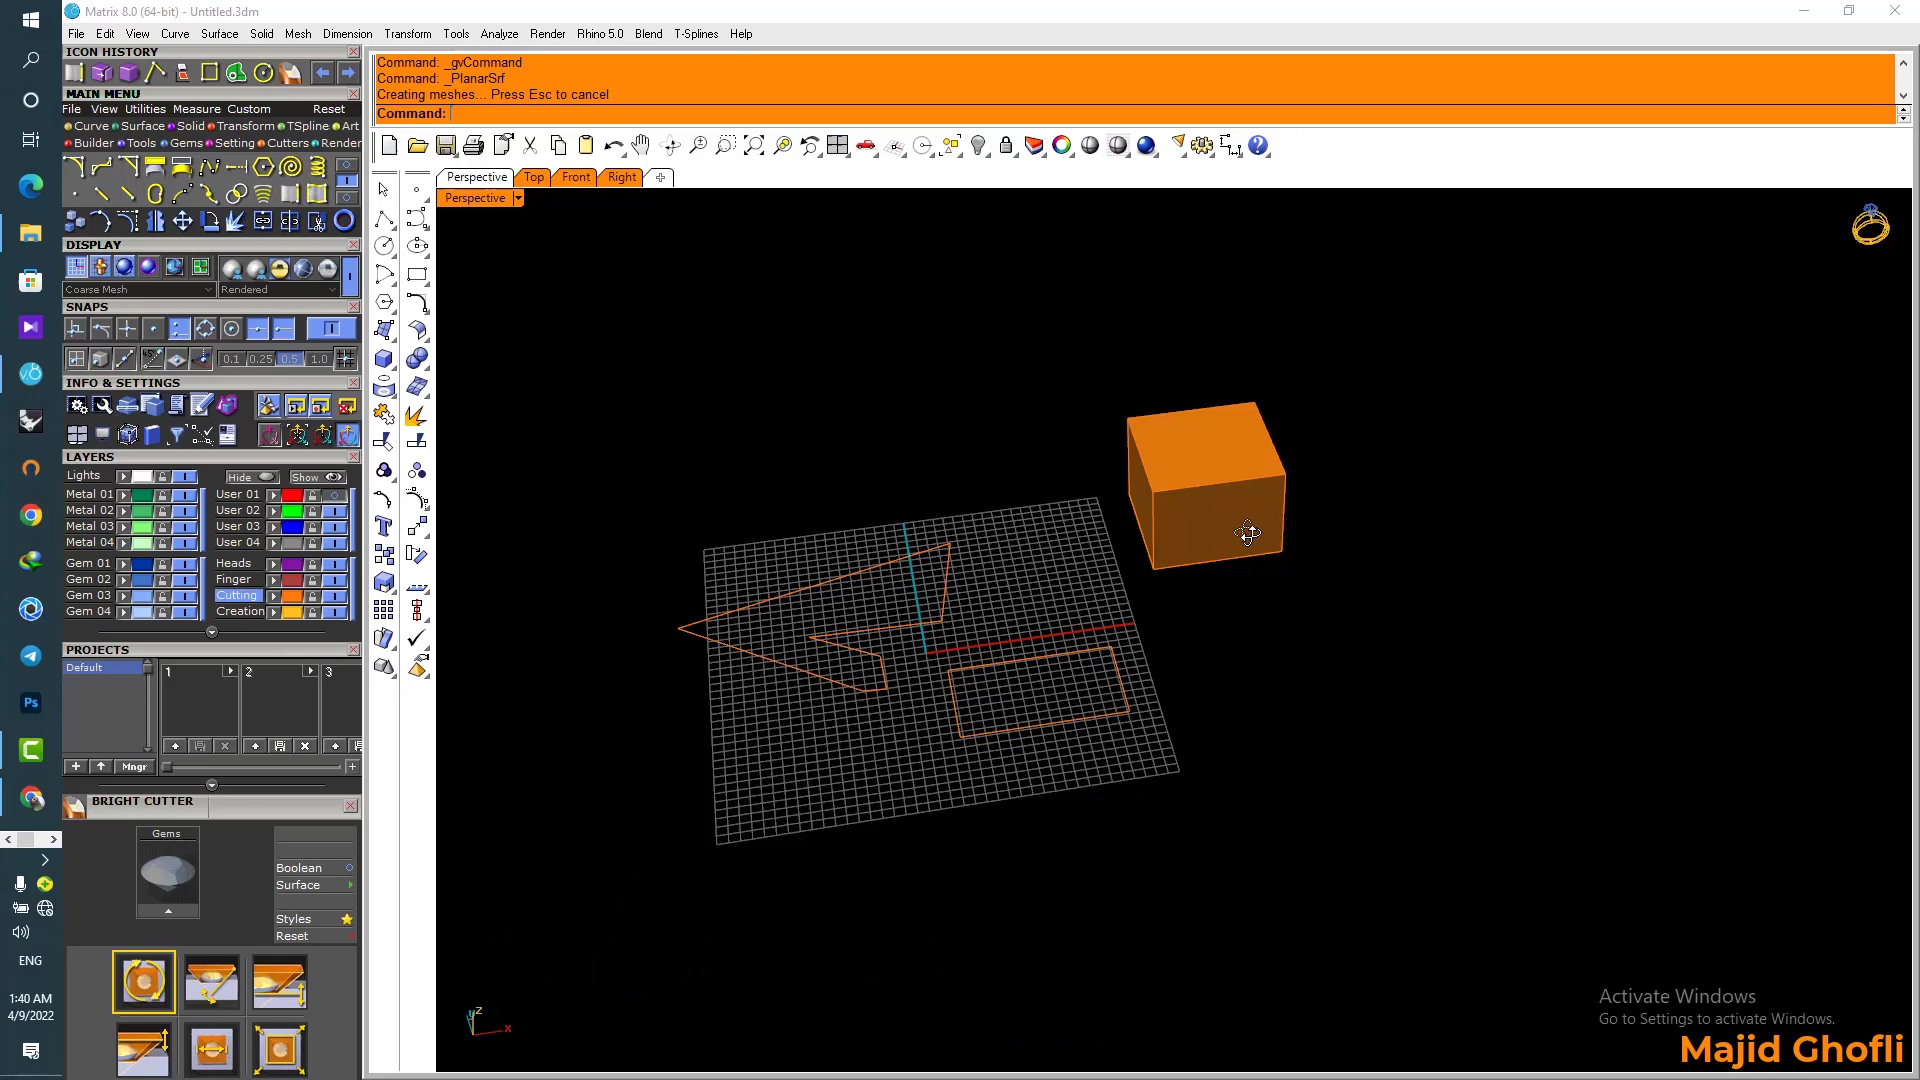 Matrix 8.0 (64-bit) - Untitled.3dm
File Edit View Curve Surface Solid Mesh Dimension Transform Tools Analyze Render Rhino 5.0 Blend T-Splines Help
ICON HISTORY
Command: _gvCommand
Command: _PlanarSrf
Creating meshes... Press Esc to cancel
Command:
MAIN MENU
File View Utilities Measure Custom Reset
Curve Surface Solid Transform TSpline Art
Builder Tools Gems Setting Cutters Render
Perspective Top Front Right
Perspective
DISPLAY
Coarse Mesh Rendered
SNAPS
45°
0.1 0.25 0.5 1.0
INFO & SETTINGS
LAYERS
Lights Hide Show
Metal 01 User 01
Metal 02 User 02
Metal 03 User 03
Metal 04 User 04
Gem 01 Heads
Gem 02 Finger
Gem 03 Cutting
Gem 04 Creation
PROJECTS
Default 1 2 3
Mngr
BRIGHT CUTTER
Gems
Boolean
Surface
Styles
Reset
Ps
ENG
1:40 AM
4/9/2022
z
x
Activate Windows
Go to Settings to activate Windows.
Majid Ghofli